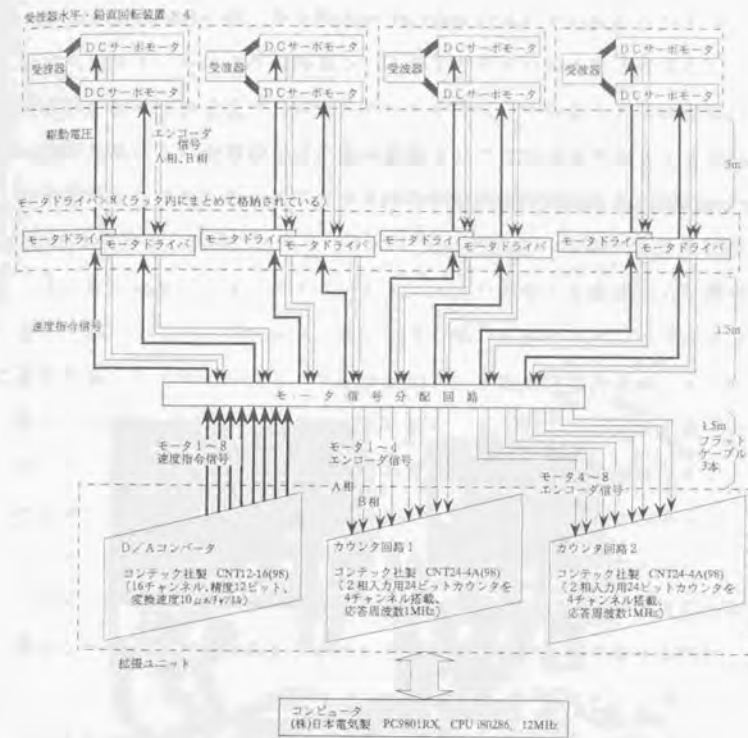 受波器水平・鉛直回転装置 × 4
DCサーボモータ
DCサーボモータ
DCサーボモータ
DCサーボモータ
受波器
受波器
受波器
受波器
DCサーボモータ
DCサーボモータ
DCサーボモータ
DCサーボモータ
駆動電圧
エンコーダ
信号
A相、B相
5m
モータドライバ× 8 (ラック内にまとめて格納されている)
モータドライバ
モータドライバ
モータドライバ
モータドライバ
モータドライバ
モータドライバ
モータドライバ
モータドライバ
速度指令信号
1.5m
モータ信号分配回路
1.5m
フラット
ケーブル
3本
モータ1〜8
速度指令信号
モータ1〜4
エンコーダ信号
A相
B相
モータ4〜8
エンコーダ信号
D/Aコンバータ
コンテック社製 CNT12-16(98)
(16チャンネル、精度12ビット、
変換速度10μs/
カウンタ回路1
コンテック社製 CNT24-4A(98)
(2相入力用24ビットカウンタを
4チャンネル搭載、
応答周波数1MHz)
カウンタ回路2
コンテック社製 CNT24-4A(98)
(2相入力用24ビットカウンタを
4チャンネル搭載、
応答周波数1MHz)
拡張ユニット
コンピュータ
(株)日本電気製 PC9801RX, CPU i80286, 12MHz